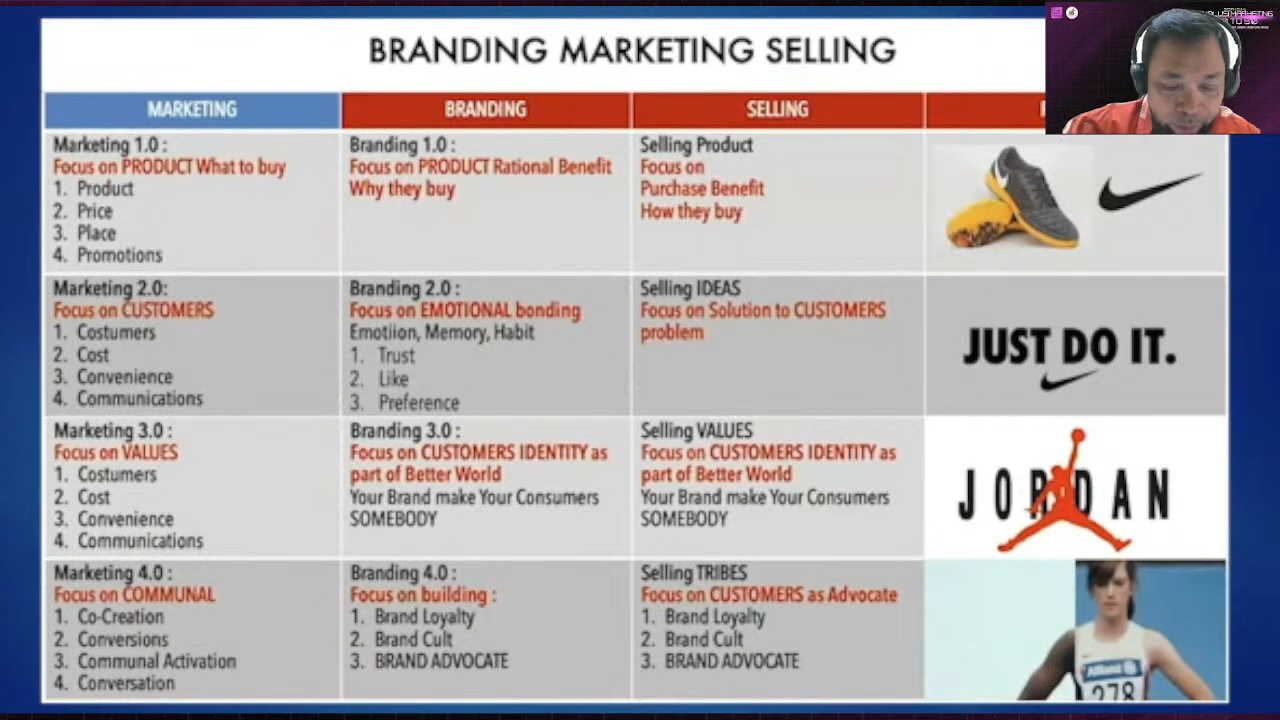 BRANDING MARKETING SELLING
MARKETING
BRANDING
SELLING
Marketing 1.0 :
Focus on PRODUCT What to buy
1. Product
2. Price
3. Place
4. Promotions
Branding 1.0 :
Focus on PRODUCT Rational Benefit
Why they buy
Selling Product
Focus on
Purchase Benefit
How they buy
Marketing 2.0:
Focus on CUSTOMERS
1. Costumers
2. Cost
3. Convenience
4. Communications
Branding 2.0 :
Focus on EMOTIONAL bonding
Emotiion, Memory, Habit
1. Trust
2. Like
3. Preference
Selling IDEAS
Focus on Solution to CUSTOMERS
problem
JUST DO IT.
Marketing 3.0 :
Focus on VALUES
1. Costumers
2. Cost
3. Convenience
4. Communications
Branding 3.0 :
Focus on CUSTOMERS IDENTITY as
part of Better World
Your Brand make Your Consumers
SOMEBODY
Selling VALUES
Focus on CUSTOMERS IDENTITY as
part of Better World
Your Brand make Your Consumers
SOMEBODY
JORDAN
Marketing 4.0 :
Focus on COMMUNAL
1. Co-Creation
2. Conversions
3. Communal Activation
4. Conversation
Branding 4.0 :
Focus on building :
1. Brand Loyalty
2. Brand Cult
3. BRAND ADVOCATE
Selling TRIBES
Focus on CUSTOMERS as Advocate
1. Brand Loyalty
2. Brand Cult
3. BRAND ADVOCATE
Allianz
278